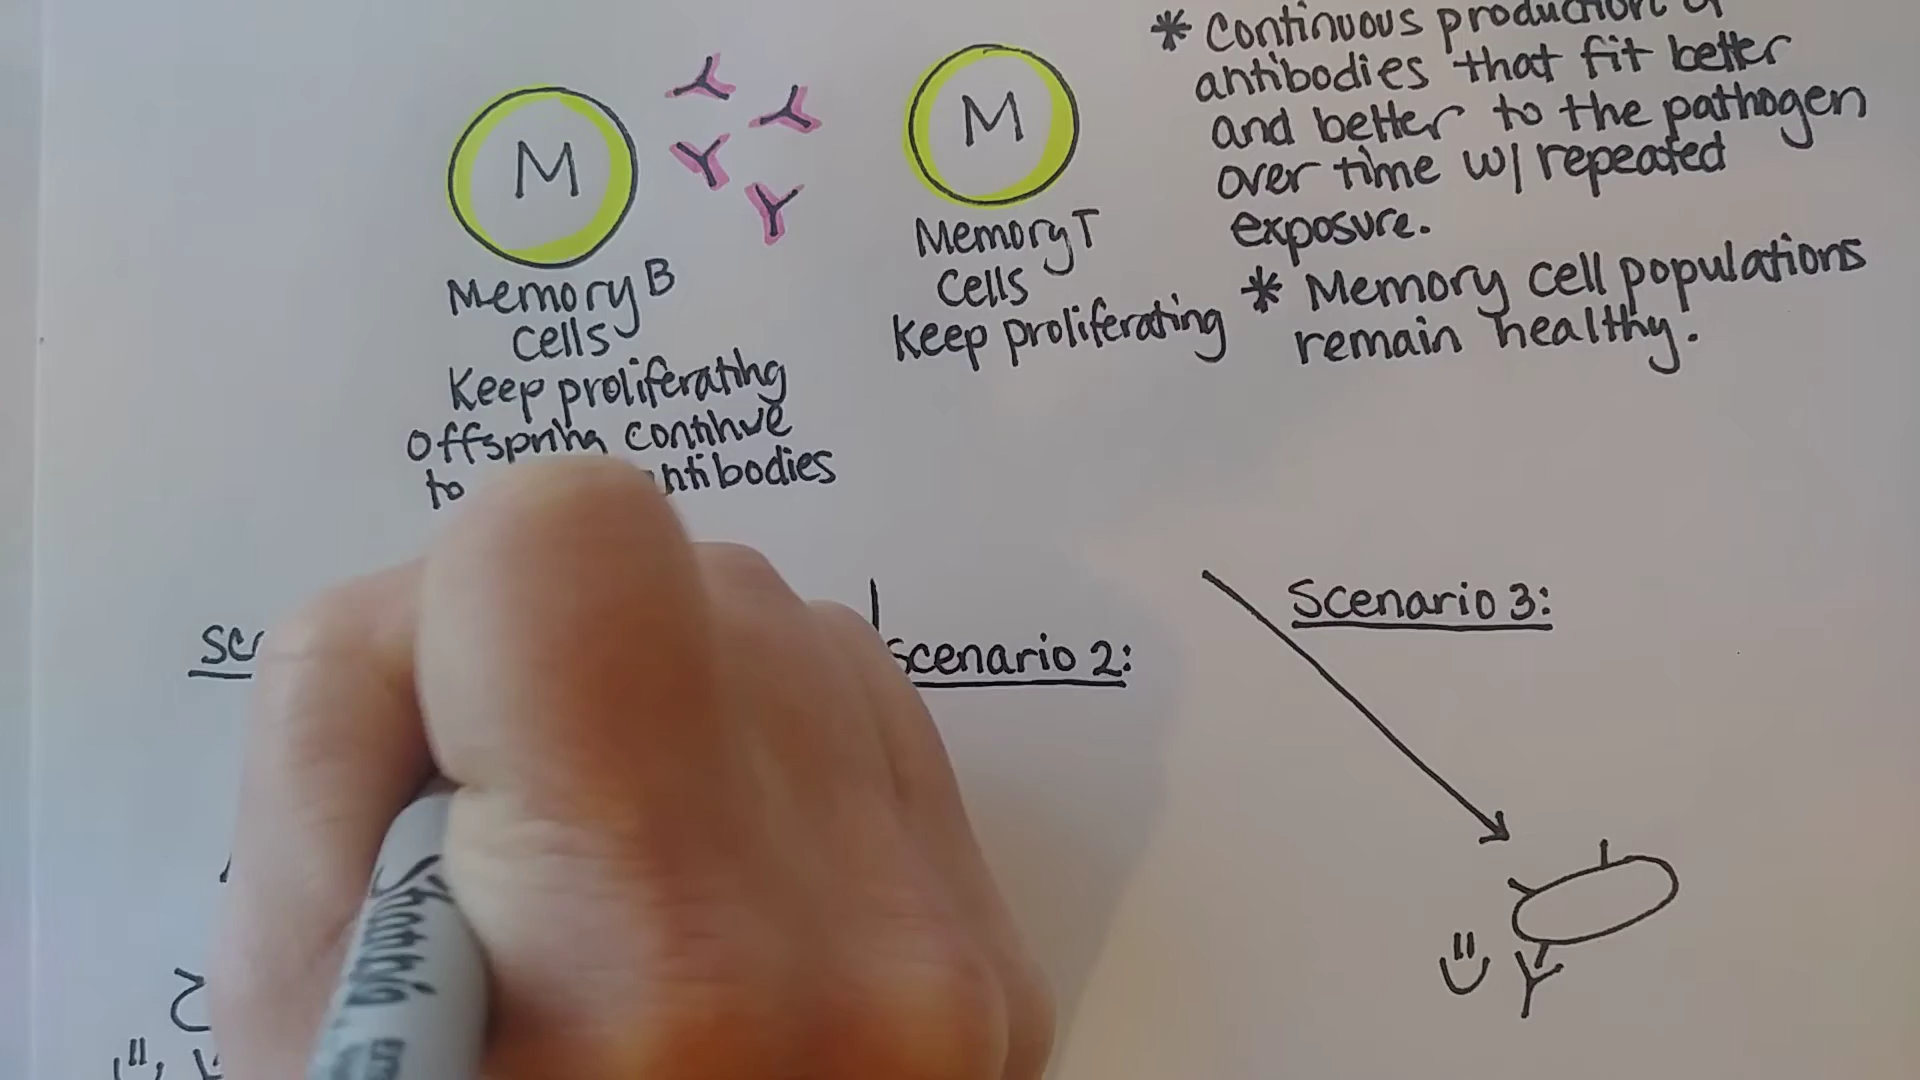 * Continuous production of
antibodies that fit better
and better to the pathogen
over time w/ repeated
exposure.
* Memory cell populations
remain healthy.
M
Memory B
cells
Keep proliferating
Offspring continue
to antibodies
M
Memory T
Cells
Keep proliferating
Scenario 2:
Scenario 3:
Sharpie